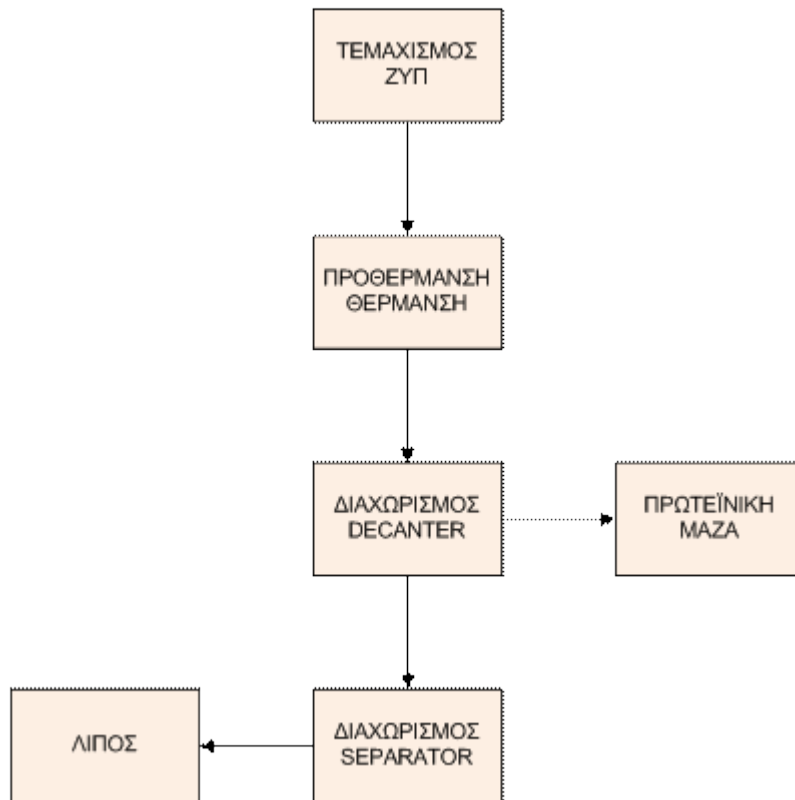 ΤΕΜΑΧΙΣΜΟΣ
ΖΥΠ
ΠΡΟΘΕΡΜΑΝΣΗ
ΘΕΡΜΑΝΣΗ
ΔΙΑΧΩΡΙΣΜΟΣ
DECANTER
ΠΡΩΤΕΪΝΙΚΗ
ΜΑΖΑ
ΛΙΠΟΣ
ΔΙΑΧΩΡΙΣΜΟΣ
SEPARATOR